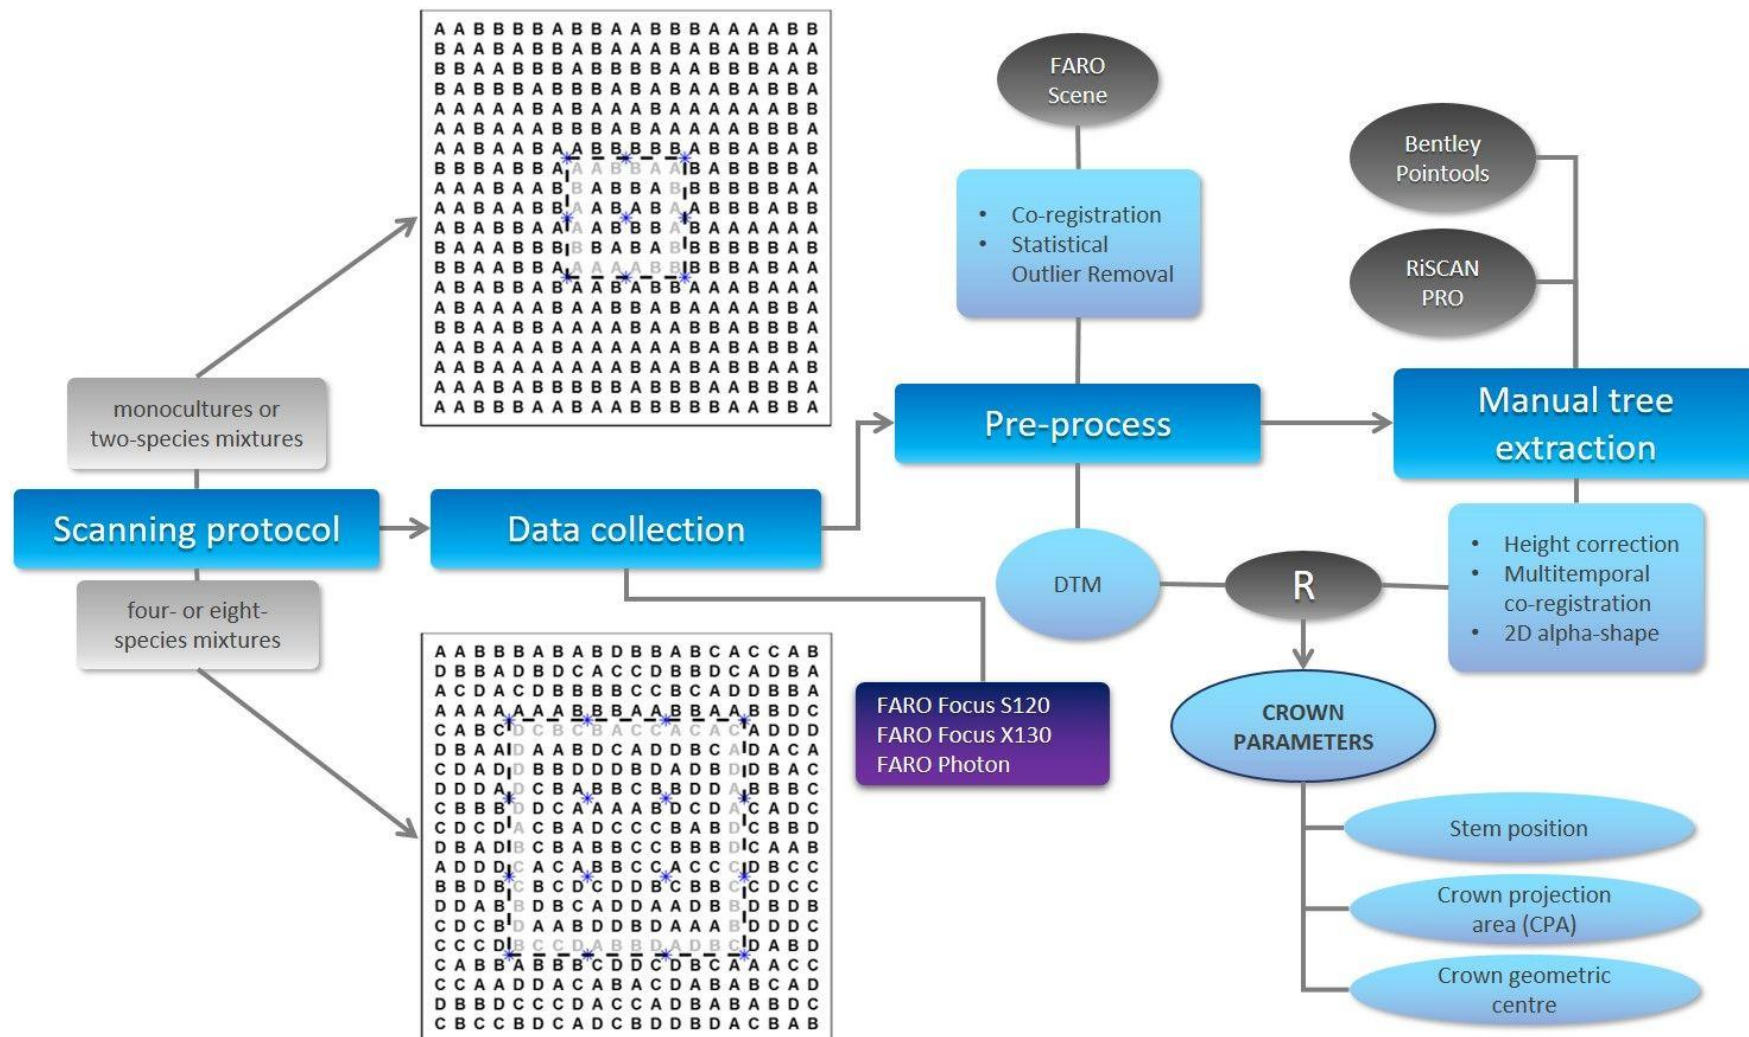 A A B B B B A B B A A B B B A A A A B B
B A A B A B B A B A A A B A B A B B A A
B B A A B B B A B B B B A A B B B A A B
B A B B B A B B A B A A B B A B A B B A
A A A A A B A B A A A B A A A A A A B B
A A B A A A B B B A B A A A A A B B B A
A A B A A B A A B B B B B A B B A B A B
B B B A B B A A A B B A A B A B B B B B
A A A B A A B B B A B B A B B B B B A A
A A A B A B B A A B A B A A B B B A B B
A B A B B A A A A B B B A B A A A A A A
B A A A B B B B B A B A B B B B B B A B
B A A B B B A A A A A B B B B B A B A A
A B A B B A B A A B A B B A A A B B A A
A B A A A B A A B B A B A A A A B A A A
B B A A B A A A A B A A B B A A A B B A
A A B A A A B A A A A A A B A B A B B A
A A B A A A A A A A B A A B B A B A A B
A A A A B B B B B B A B B B A A B B A A
A A B B B A A B A A B B B B B A A B B A
FARO
Scene
• Co-registration
• Statistical
Outlier Removal
Bentley
Pointools
RiSCAN
PRO
monocultures or
two-species mixtures
Scanning protocol
four- or eight-
species mixtures
Data collection
Pre-process
Manual tree
extraction
DTM
R
• Height correction
• Multitemporal
co-registration
• 2D alpha-shape
FARO Focus S120
FARO Focus X130
FARO Photon
CROWN
PARAMETERS
Stem position
Crown projection
area (CPA)
Crown geometric
centre
A A B B B B A B A B D B B A B C A C C A B
D B B A D B D C A C C D B B D C A D B A
A C D A C D B B B B C C B C A D D B B A
A A A A A A A B B B A A B B A A B B D C
C A B C D C B C B A C C A C A C A D D D
D B A A D A A B D C A D D B C A D A C A
C D A D D B B D D D B D A D B D D B A C
D D D A D C B A B B C B B D D A B B B C
C B B B D D C A A A A B D C D A C A D C
C D C D A C B A D C C C B A B D C B B D
D B A D B C B A B B C C B B B D C A A B
A D D D C A C A B B C C A C C C D B C C
B B D B C B C D C D D B C B B C C D C C
D D A B B D B C A D D A A D B B D B D B
C D C B D A A B D D B D A A A B D D D C
C C C D B C C D A B B D A D B C D A B D
C A B B A B B B C D D C D B C A A A C C
C C A A D D A C A B A C D A B A B C A D
D B B D C C C D A C C A D B A B A B D C
C B C C B D C A D C B D D B D A C B A B